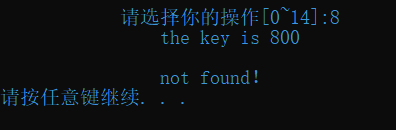 请选择你的操作[0~14]:8
the key is 800
not found!
请按任意键继续. . .